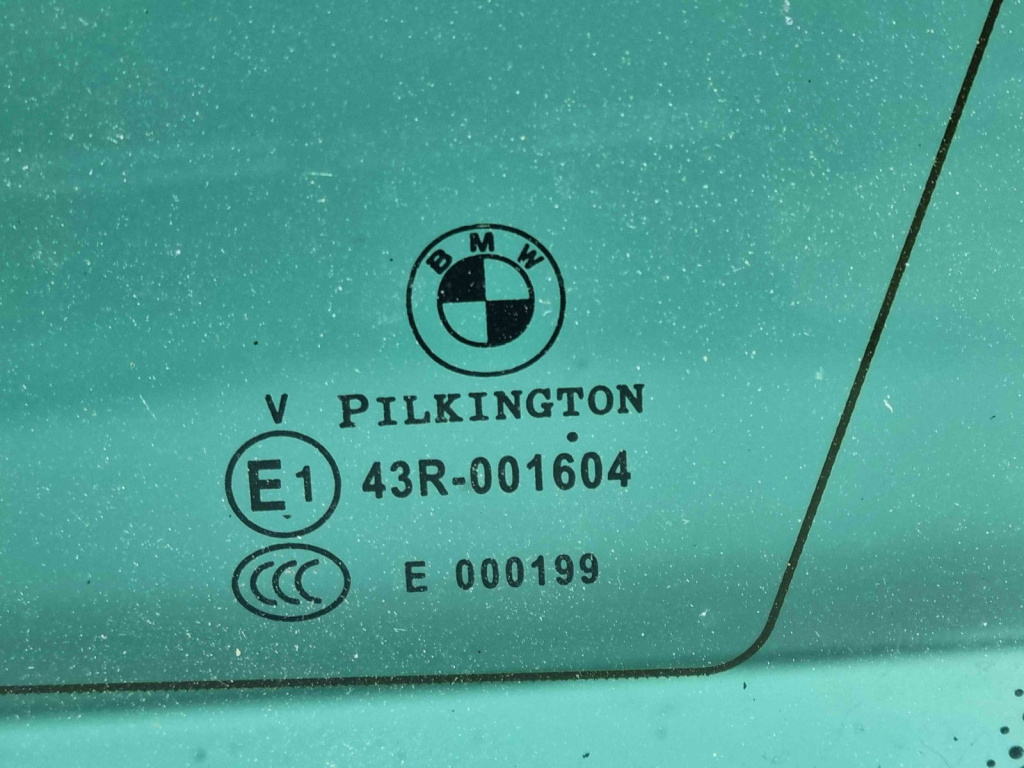 BMW
V PILKINGTON
E1 43R-001604
CCC E 000199